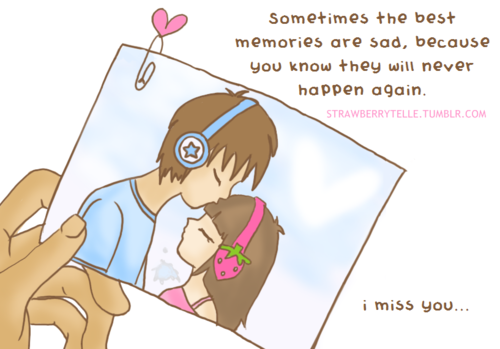 Sometimes the best
memories are sad, because
you know they will never
happen again.
STRAWBERRYTELLE.TUMBLR.COM
i miss you...